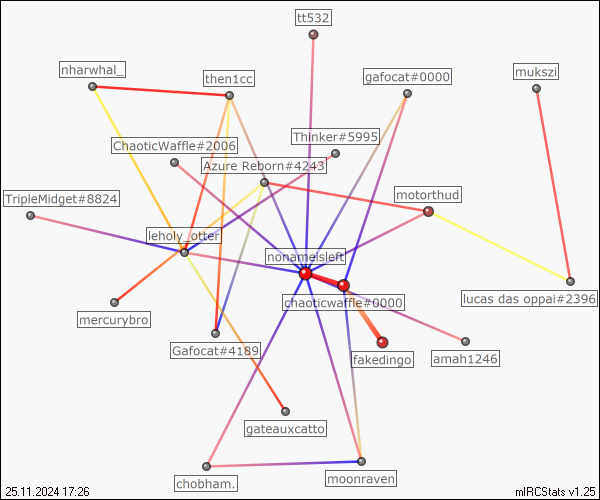 tt532
nharwhal_
then1cc
gafocat#0000
mukszi
Thinker#5995
ChaoticWaffle#2006
Azure Reborn#4243
TripleMidget#8824
motorthud
leholy_otter
nonameisleft
chaoticwaffle#0000
lucas das oppai#2396
mercurybro
Gafocat#4189
fakedingo
amah1246
gateauxcatto
chobham.
moonraven
25.11.2024 17:26
mIRCStats v1.25